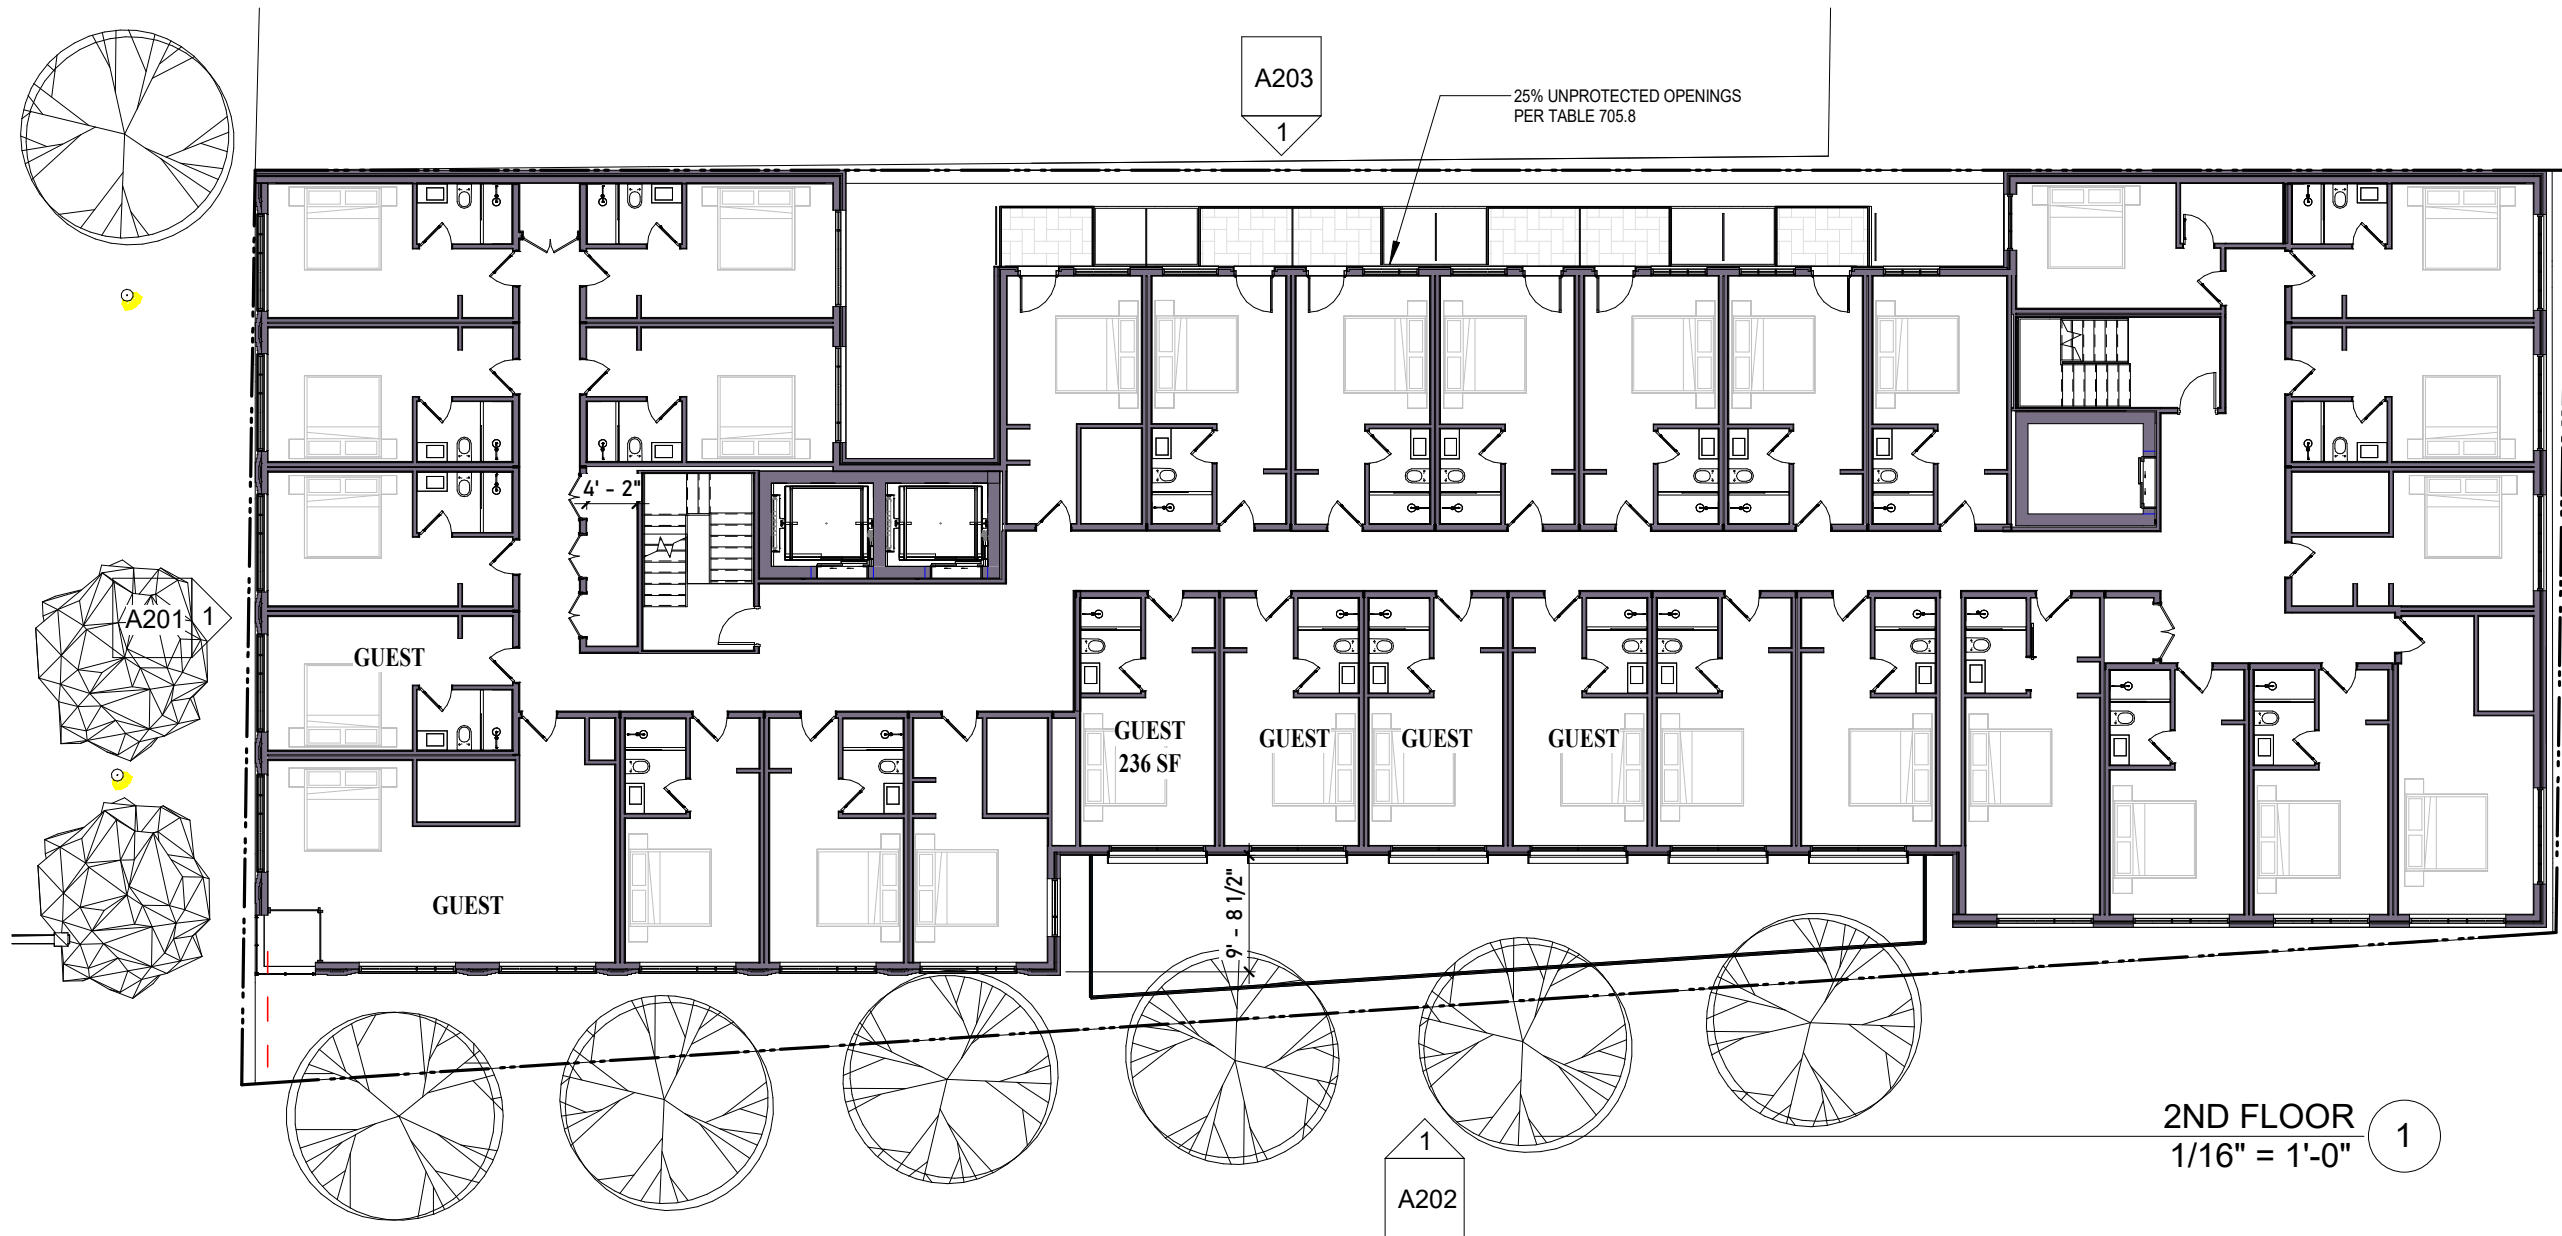 A203
1
25% UNPROTECTED OPENINGS
PER TABLE 705.8
4' - 2"
A201
1
GUEST
GUEST
236 SF
GUEST
GUEST
GUEST
GUEST
9' - 8 1/2"
1
A202
2ND FLOOR
1/16" = 1'-0"
1